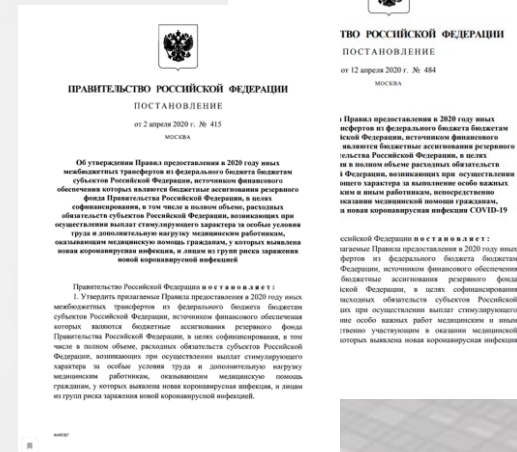 ПРАВИТЕЛЬСТВО РОССИЙСКОЙ ФЕДЕРАЦИИ
ПОСТАНОВЛЕНИЕ
от 2 апреля 2020 г. № 415
МОСКВА
Об утверждении Правил предоставления в 2020 году иных
межбюджетных трансфертов из федерального бюджета бюджетам
субъектов Российской Федерации, источником финансового
обеспечения которых являются бюджетные ассигнования резервного
фонда Правительства Российской Федерации, в целях
софинансирования, в том числе в полном объеме, расходных
обязательств субъектов Российской Федерации, возникающих при
осуществлении выплат стимулирующего характера за особые условия
труда и дополнительную нагрузку медицинским работникам,
оказывающим медицинскую помощь гражданам, у которых выявлена
новая коронавирусная инфекция, и лицам из групп риска заражения
новой коронавирусной инфекцией
Правительство Российской Федерации постановляет:
1. Утвердить прилагаемые Правила предоставления в 2020 году иных
межбюджетных трансфертов из федерального бюджета бюджетам
субъектов Российской Федерации, источником финансового обеспечения
которых являются бюджетные ассигнования резервного фонда
Правительства Российской Федерации, в целях софинансирования, в том
числе в полном объеме, расходных обязательств субъектов Российской
Федерации, возникающих при осуществлении выплат стимулирующего
характера за особые условия труда и дополнительную нагрузку
медицинским работникам, оказывающим медицинскую помощь
гражданам, у которых выявлена новая коронавирусная инфекция, и лицам
из групп риска заражения новой коронавирусной инфекцией.
ТВО РОССИЙСКОЙ ФЕДЕРАЦИИ
ПОСТАНОВЛЕНИЕ
от 12 апреля 2020 г. № 484
МОСКВА
Правил предоставления в 2020 году иных
нсфертов из федерального бюджета бюджетам
йской Федерации, источником финансового
являются бюджетные ассигнования резервного
тельства Российской Федерации, в целях
в полном объеме расходных обязательств
Федерации, возникающих при осуществлении
ющего характера за выполнение особо важных
ким и иным работникам, непосредственно
оказании медицинской помощи гражданам,
а новая коронавирусная инфекция COVID-19
ссийской Федерации постановляет:
лагаемые Правила предоставления в 2020 году иных
фертов из федерального бюджета бюджетам
Федерации, источником финансового обеспечения
бюджетные ассигнования резервного фонда
йской Федерации, в целях софинансирования
расходных обязательств субъектов Российской
их при осуществлении выплат стимулирующего
ние особо важных работ медицинским и иным
твенно участвующим в оказании медицинской
оторых выявлена новая коронавирусная инфекция